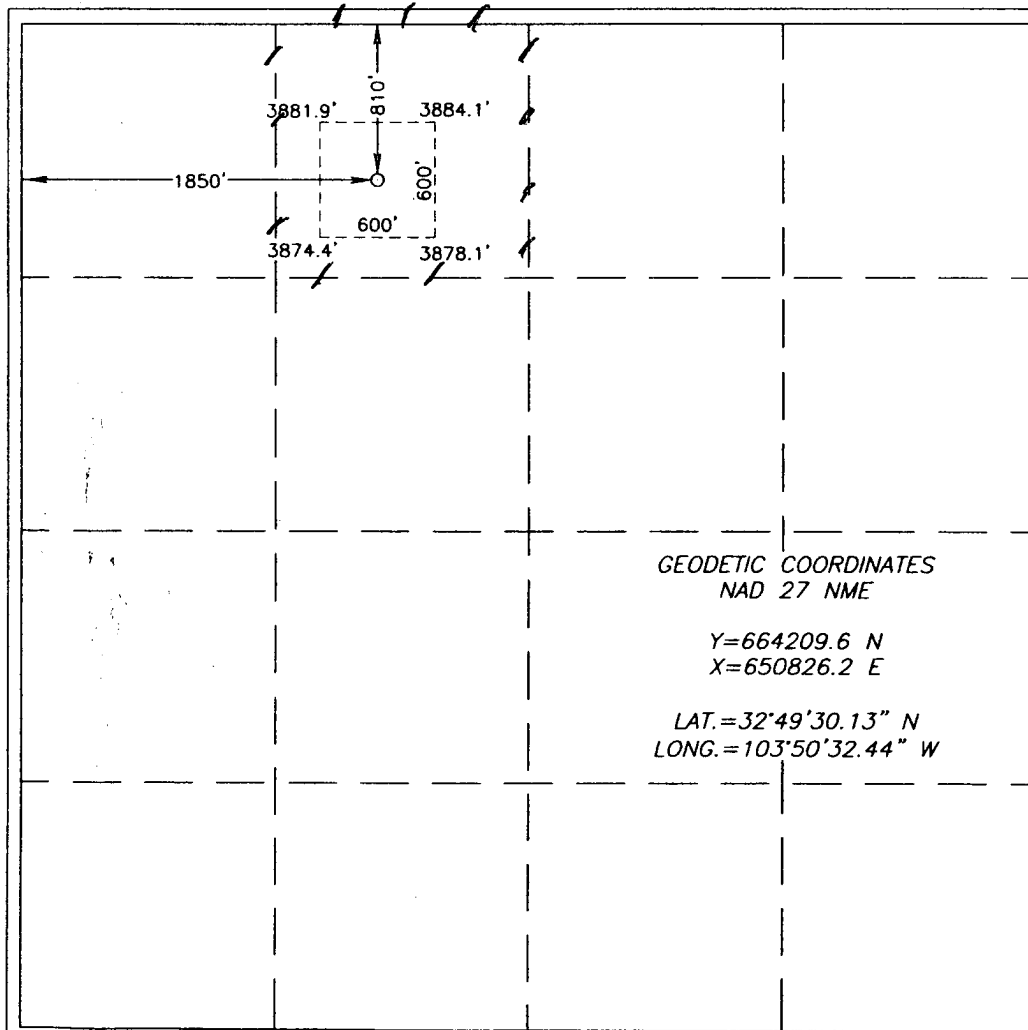 810'
3881.9' 3884.1'
1850'
600'
600'
3874.4' 3878.1'
GEODETIC COORDINATES
NAD 27 NME
Y=664209.6 N
X=650826.2 E
LAT.=32°49'30.13" N
LONG.=103°50'32.44" W